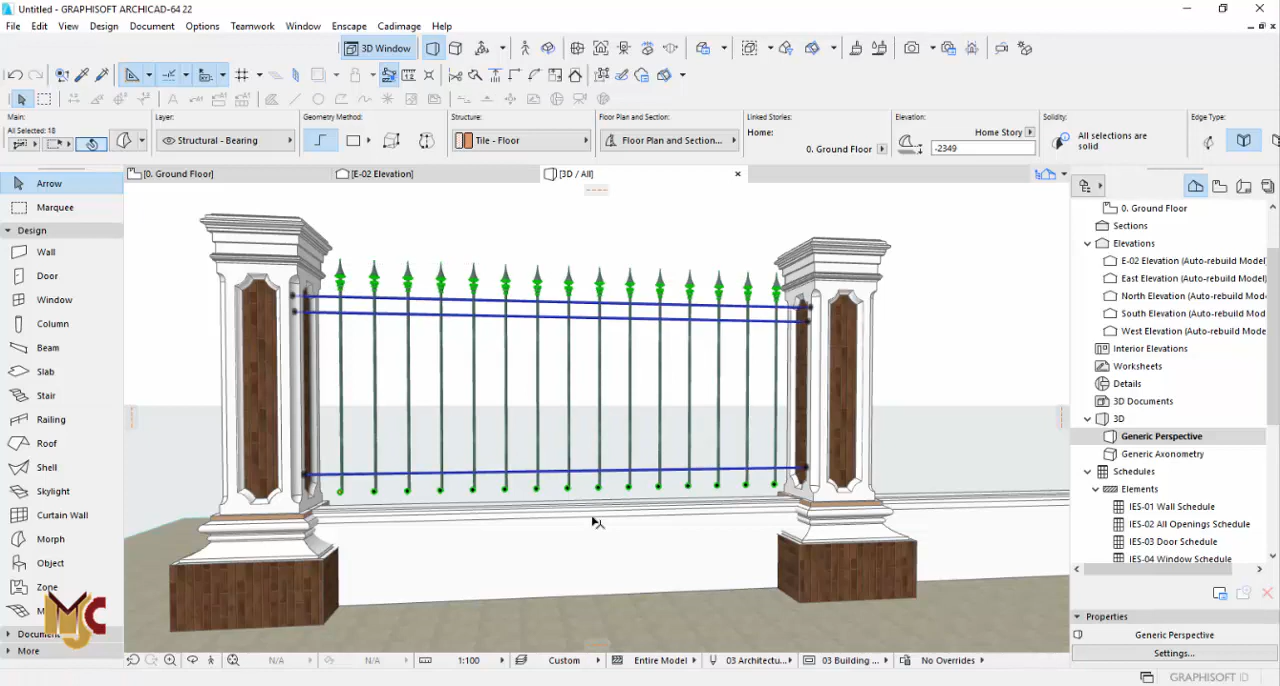 Untitled - GRAPHISOFT ARCHICAD-64 22
File Edit View Design Document Options Teamwork Window Enscape Cadimage Help
3D Window
Main:
All Selected: 18
Layer:
Structural - Bearing
Geometry Method:
Structure:
Tile - Floor
Floor Plan and Section:
Floor Plan and Section...
Linked Stories:
Home:
0. Ground Floor
Elevation:
Home Story
-2349
Solidity:
All selections are solid
Edge Type:
[0. Ground Floor]
[E-02 Elevation]
[3D / All]
Arrow
Marquee
Design
Wall
Door
Window
Column
Beam
Slab
Stair
Railing
Roof
Shell
Skylight
Curtain Wall
Morph
Object
Zone
M
Docum
More
MJC
0. Ground Floor
Sections
Elevations
E-02 Elevation (Auto-rebuild Model
East Elevation (Auto-rebuild Model
North Elevation (Auto-rebuild Mod
South Elevation (Auto-rebuild Mod
West Elevation (Auto-rebuild Mod
Interior Elevations
Worksheets
Details
3D Documents
3D
Generic Perspective
Generic Axonometry
Schedules
Elements
IES-01 Wall Schedule
IES-02 All Openings Schedule
IES-03 Door Schedule
IES-04 Window Schedule
Properties
Generic Perspective
Settings...
N/A N/A 1:100 Custom Entire Model 03 Architectu... 03 Building ... No Overrides
GRAPHISOFT ID